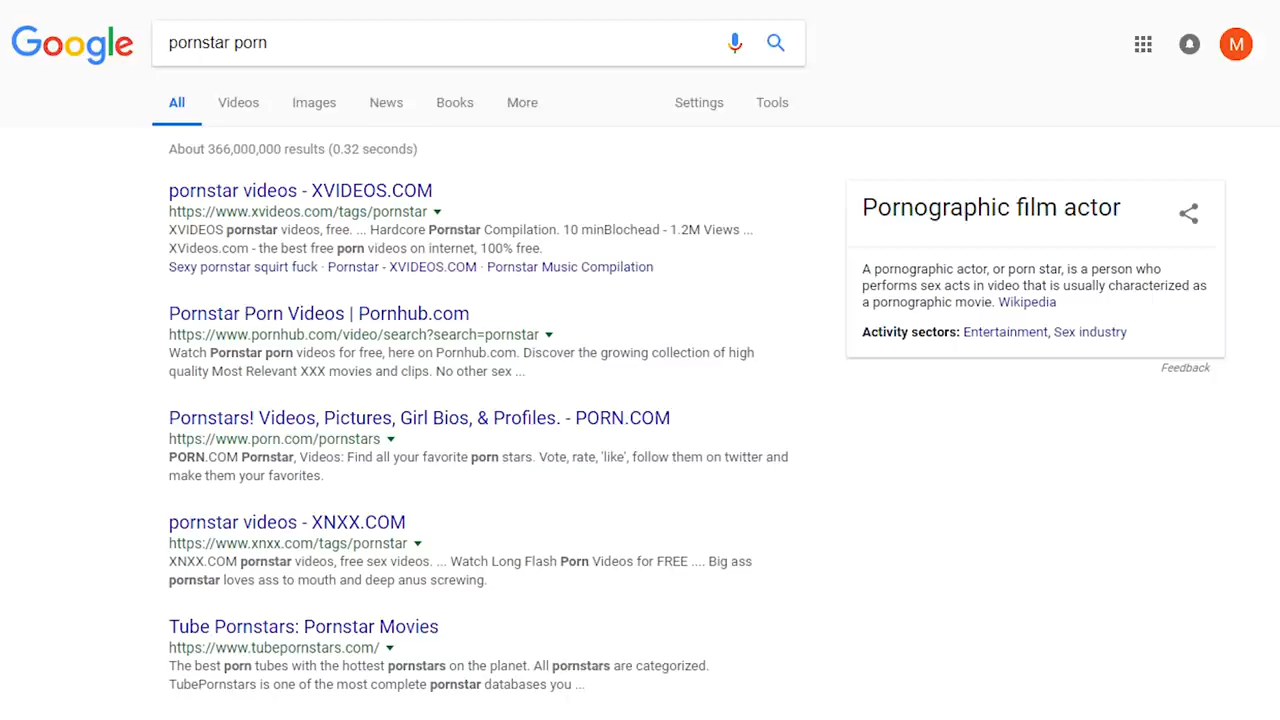 Google
pornstar porn
M
All Videos Images News Books More Settings Tools
About 366,000,000 results (0.32 seconds)
pornstar videos - XVIDEOS.COM
https://www.xvideos.com/tags/pornstar
XVIDEOS pornstar videos, free. ... Hardcore Pornstar Compilation. 10 minBlochead - 1.2M Views ...
XVideos.com - the best free porn videos on internet, 100% free.
Sexy pornstar squirt fuck · Pornstar - XVIDEOS.COM · Pornstar Music Compilation
Pornstar Porn Videos | Pornhub.com
https://www.pornhub.com/video/search?search=pornstar
Watch Pornstar porn videos for free, here on Pornhub.com. Discover the growing collection of high
quality Most Relevant XXX movies and clips. No other sex ...
Pornstars! Videos, Pictures, Girl Bios, & Profiles. - PORN.COM
https://www.porn.com/pornstars
PORN.COM Pornstar, Videos: Find all your favorite porn stars. Vote, rate, 'like', follow them on twitter and
make them your favorites.
pornstar videos - XNXX.COM
https://www.xnxx.com/tags/pornstar
XNXX.COM pornstar videos, free sex videos. ... Watch Long Flash Porn Videos for FREE .... Big ass
pornstar loves ass to mouth and deep anus screwing.
Tube Pornstars: Pornstar Movies
https://www.tubepornstars.com/
The best porn tubes with the hottest pornstars on the planet. All pornstars are categorized.
TubePornstars is one of the most complete pornstar databases you ...
Pornographic film actor
A pornographic actor, or porn star, is a person who
performs sex acts in video that is usually characterized as
a pornographic movie. Wikipedia
Activity sectors: Entertainment, Sex industry
Feedback